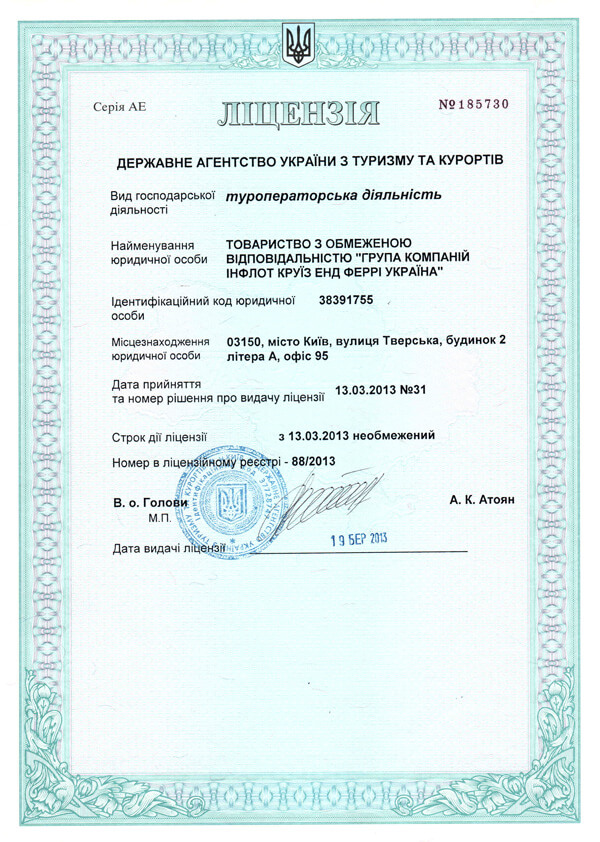 Серія АЕ
ЛІЦЕНЗІЯ
№185730
ДЕРЖАВНЕ АГЕНТСТВО УКРАЇНИ З ТУРИЗМУ ТА КУРОРТІВ
Вид господарської діяльності
туроператорська діяльність
Найменування юридичної особи
ТОВАРИСТВО З ОБМЕЖЕНОЮ
ВІДПОВІДАЛЬНІСТЮ "ГРУПА КОМПАНІЙ
ІНФЛОТ КРУЇЗ ЕНД ФЕРРІ УКРАЇНА"
Ідентифікаційний код юридичної особи
38391755
Місцезнаходження юридичної особи
03150, місто Київ, вулиця Тверська, будинок 2
літера А, офіс 95
Дата прийняття
та номер рішення про видачу ліцензії
13.03.2013 №31
Строк дії ліцензії
з 13.03.2013 необмежений
Номер в ліцензійному реєстрі - 88/2013
В. о. Голови
А. К. Атоян
М.П.
Дата видачі ліцензії
19 БЕР 2013